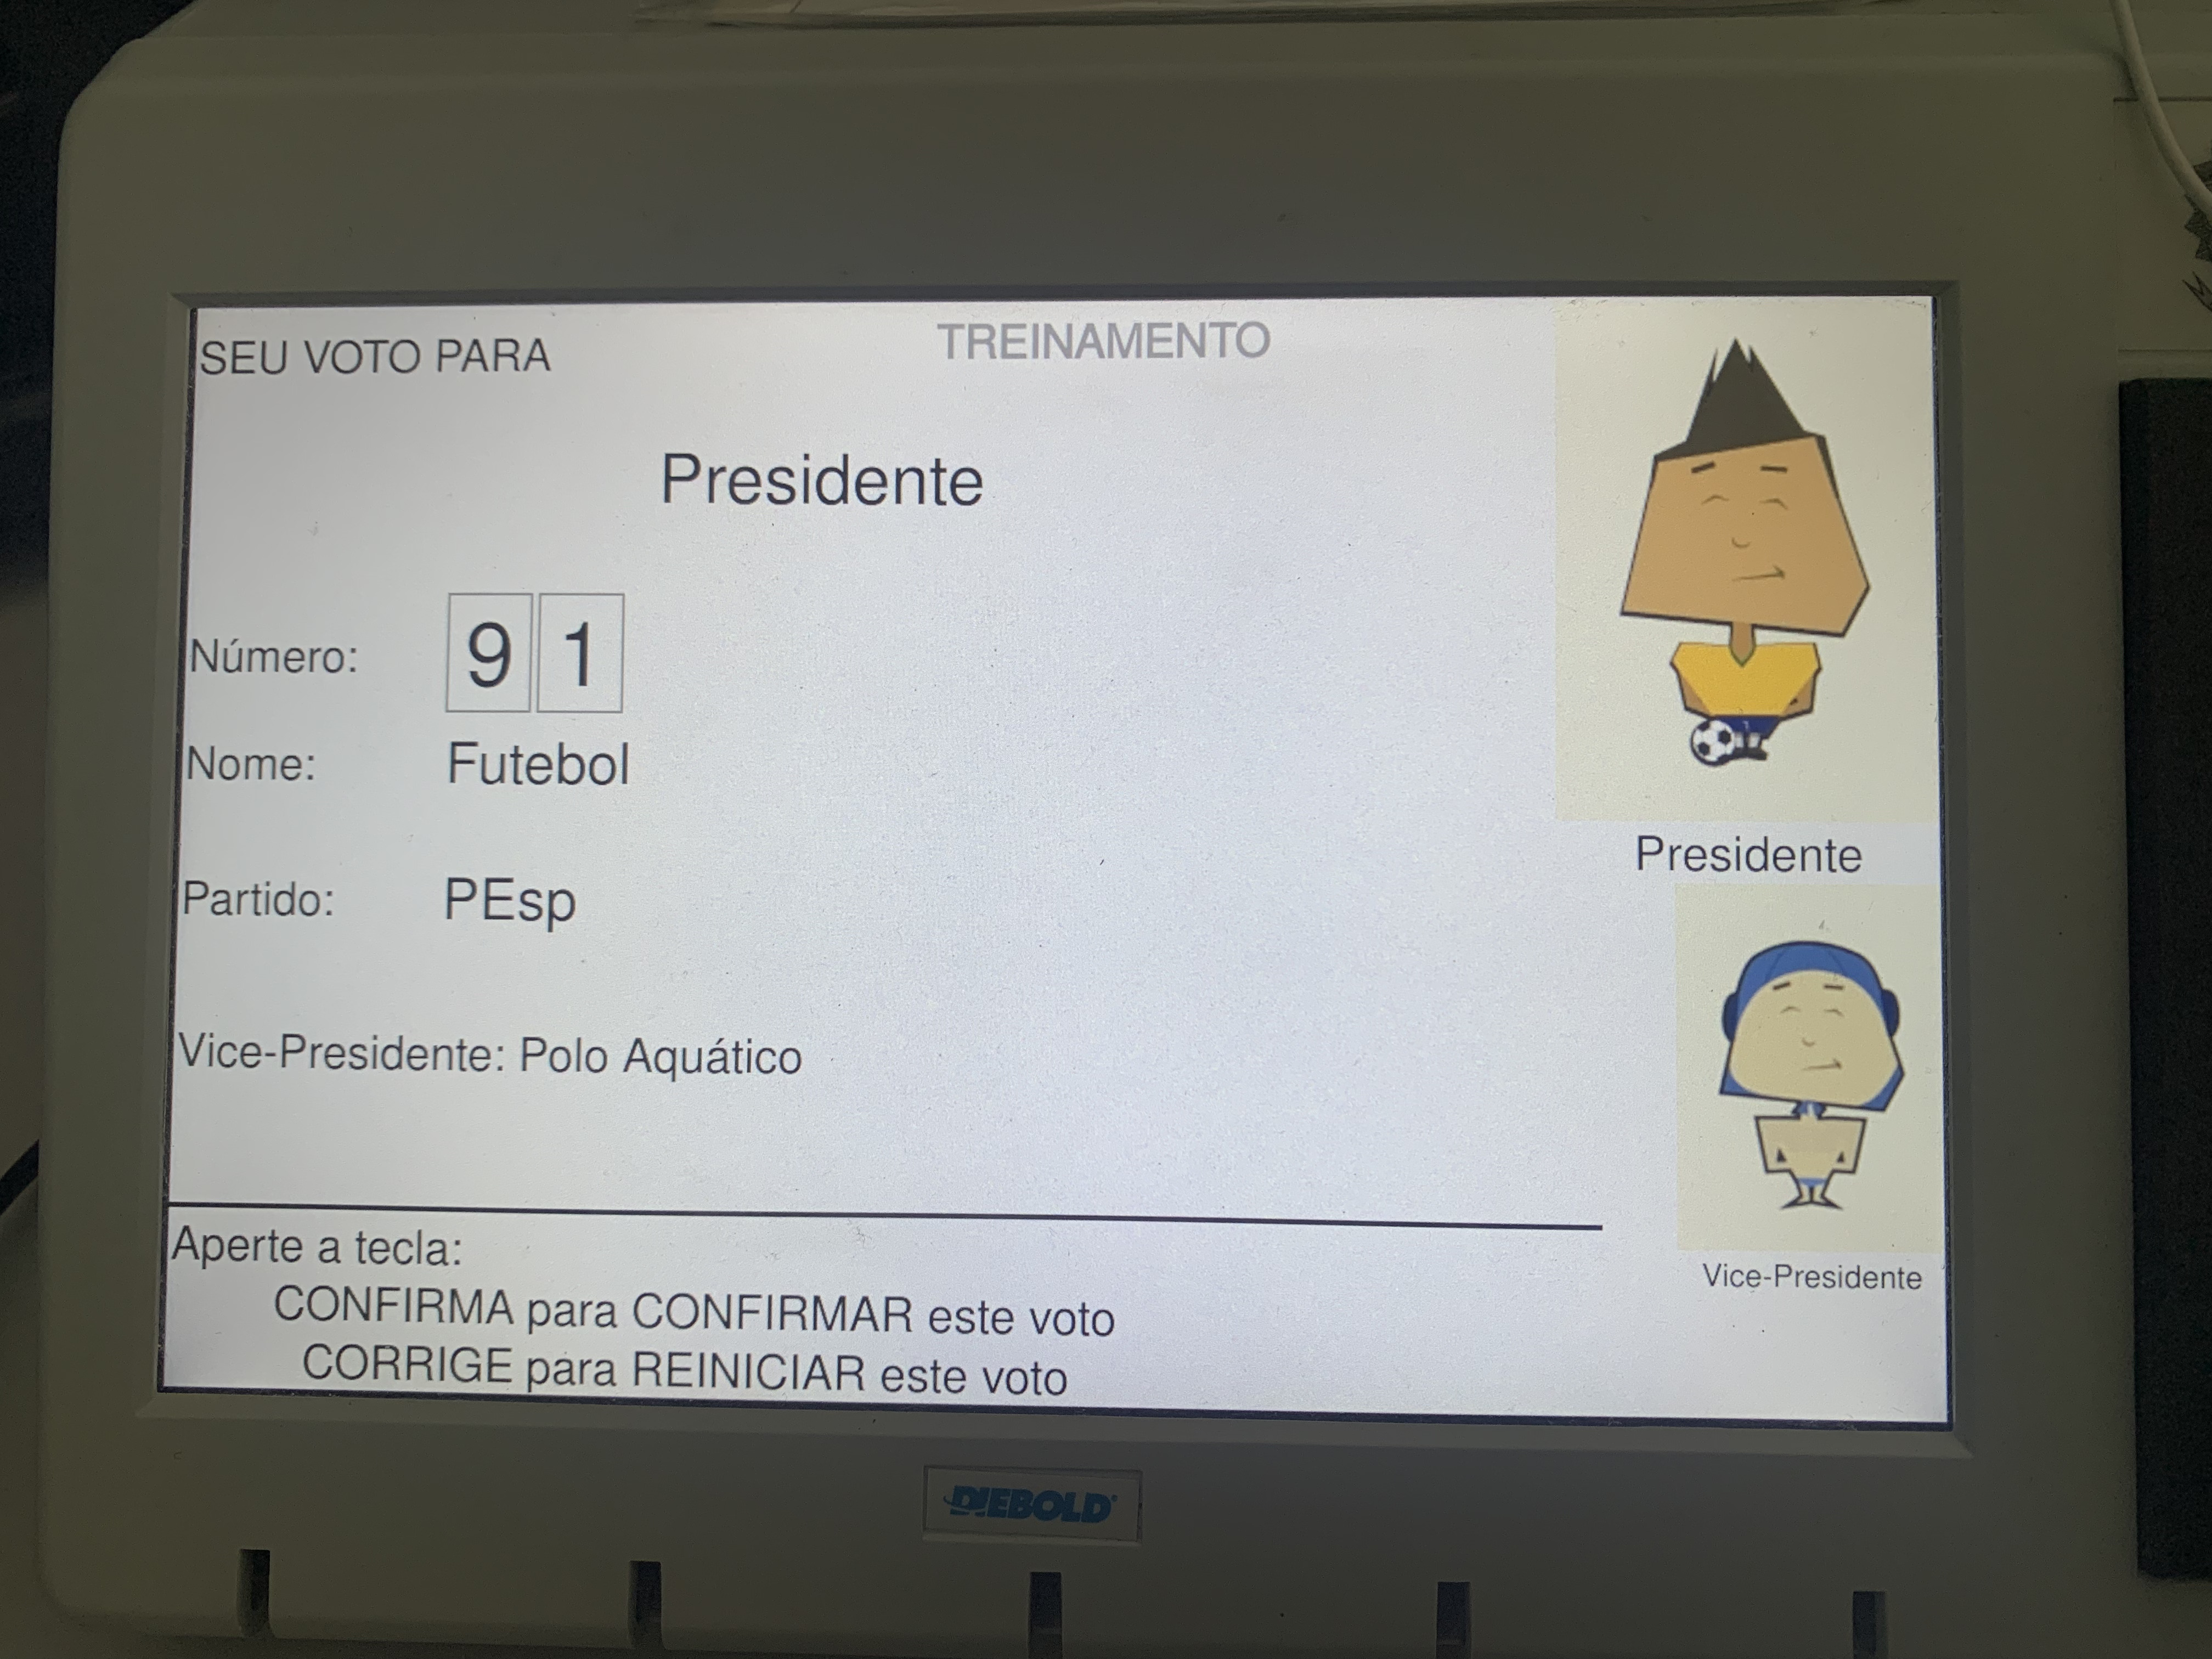 SEU VOTO PARA
TREINAMENTO
Presidente
Número: 9 1
Nome: Futebol
Partido: PEsp
Vice-Presidente: Polo Aquático
Presidente
Vice-Presidente
Aperte a tecla:
CONFIRMA para CONFIRMAR este voto
CORRIGE para REINICIAR este voto
DIEBOLD